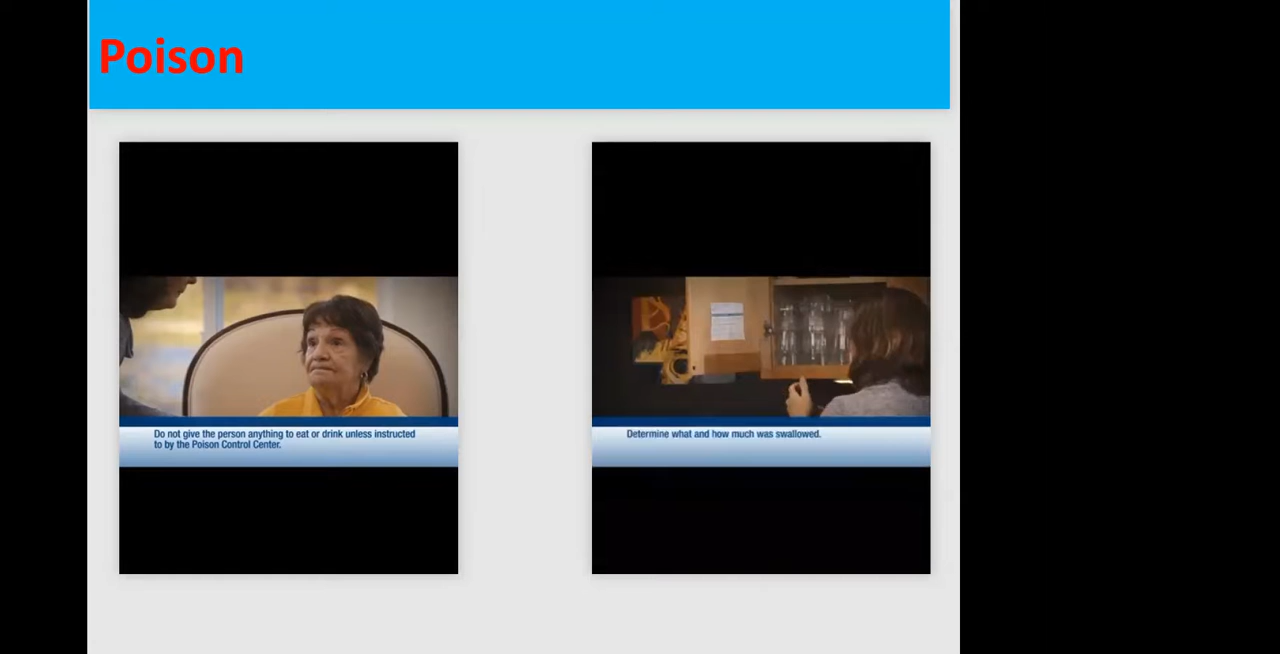 Poison
Do not give the person anything to eat or drink unless instructed
to by the Poison Control Center.
Determine what and how much was swallowed.